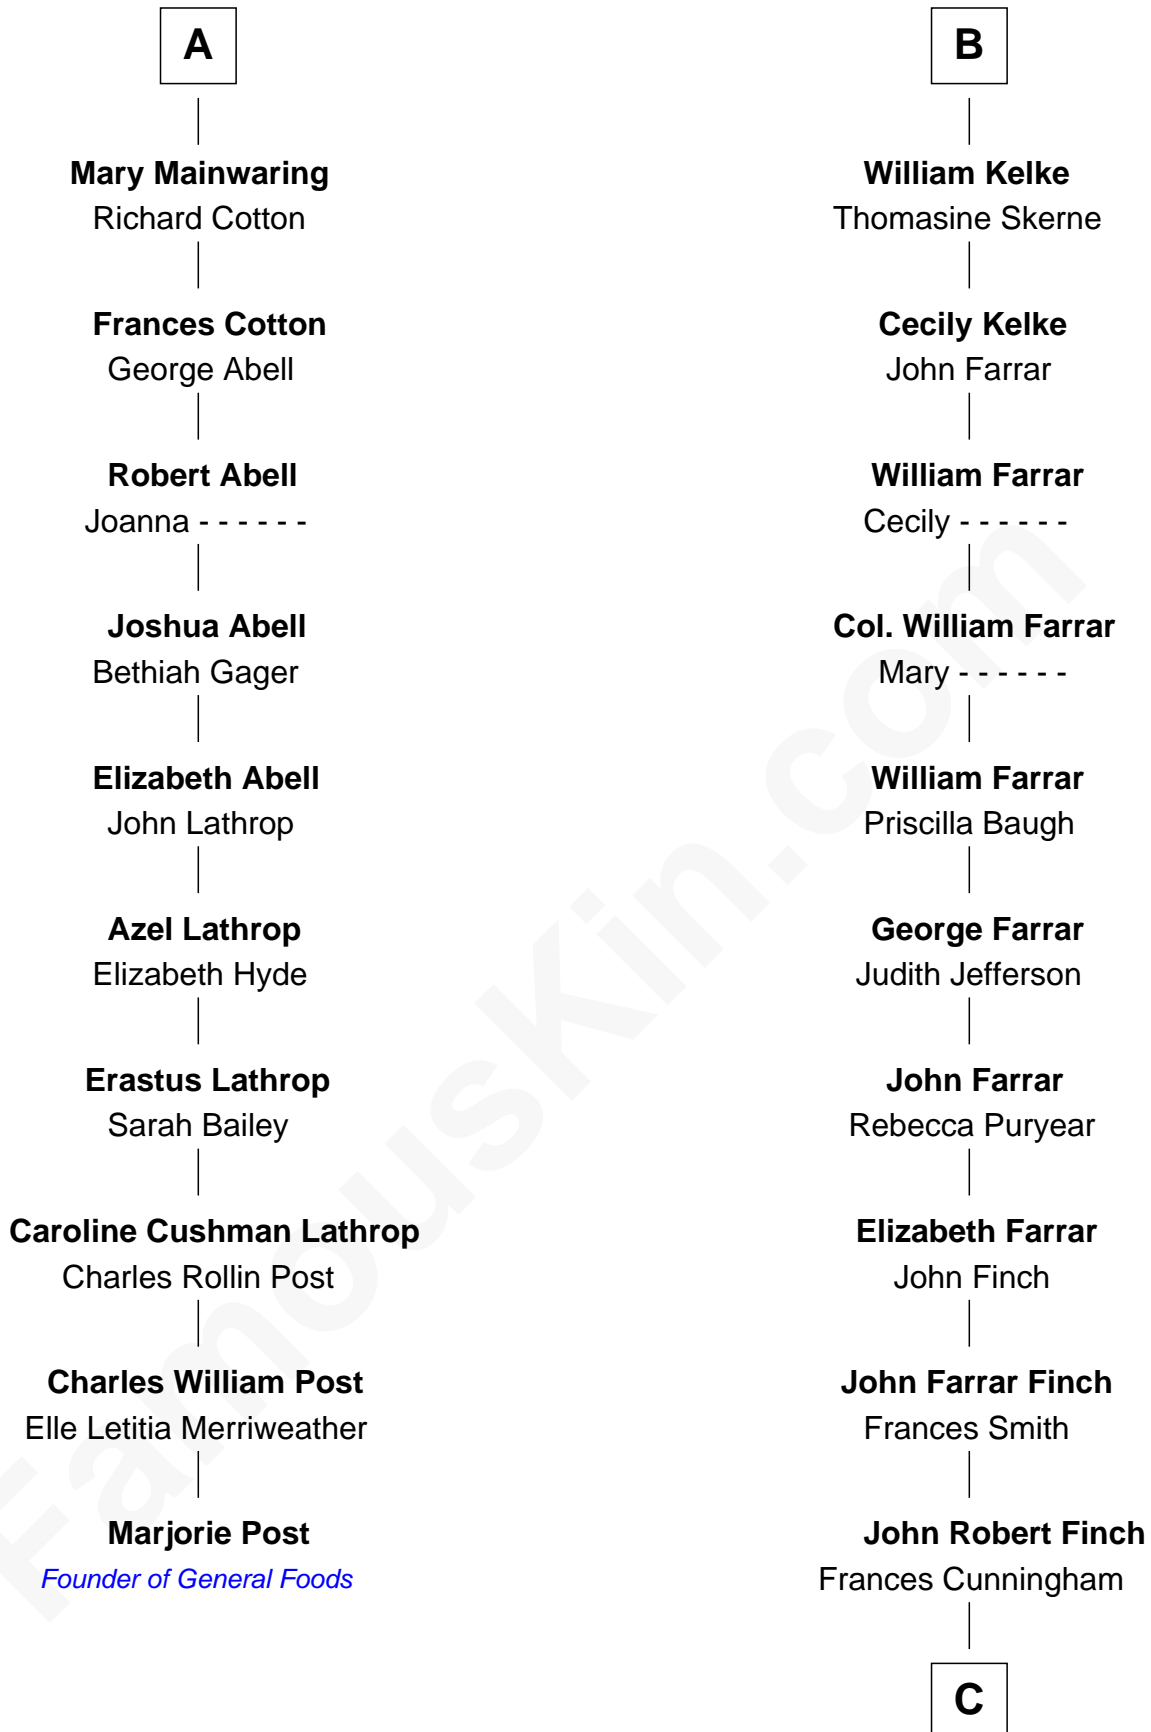 A
Mary Mainwaring
Richard Cotton
Frances Cotton
George Abell
Robert Abell
Joanna - - - - - -
Joshua Abell
Bethiah Gager
Elizabeth Abell
John Lathrop
Azel Lathrop
Elizabeth Hyde
Erastus Lathrop
Sarah Bailey
Caroline Cushman Lathrop
Charles Rollin Post
Charles William Post
Elle Letitia Merriweather
Marjorie Post
Founder of General Foods
B
William Kelke
Thomasine Skerne
Cecily Kelke
John Farrar
William Farrar
Cecily - - - - - -
Col. William Farrar
Mary - - - - - -
William Farrar
Priscilla Baugh
George Farrar
Judith Jefferson
John Farrar
Rebecca Puryear
Elizabeth Farrar
John Finch
John Farrar Finch
Frances Smith
John Robert Finch
Frances Cunningham
C
FamousKin.com